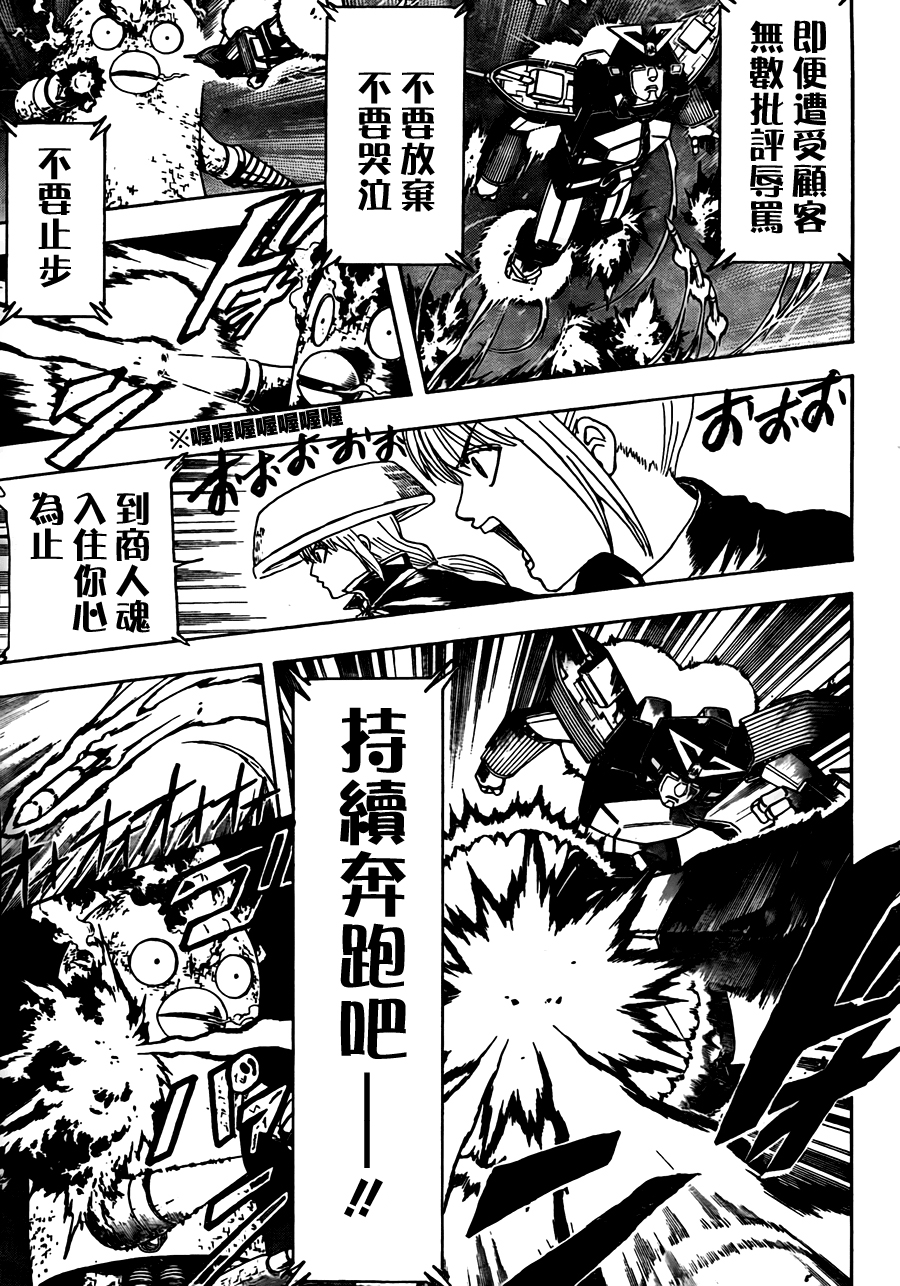 即便遭受顧客
無數批評辱罵
不要放棄
不要哭泣
不要止步
おおお
※喔喔喔喔喔喔喔
おおおおお
到商人魂
入住你心
為止
持續奔跑吧——!!